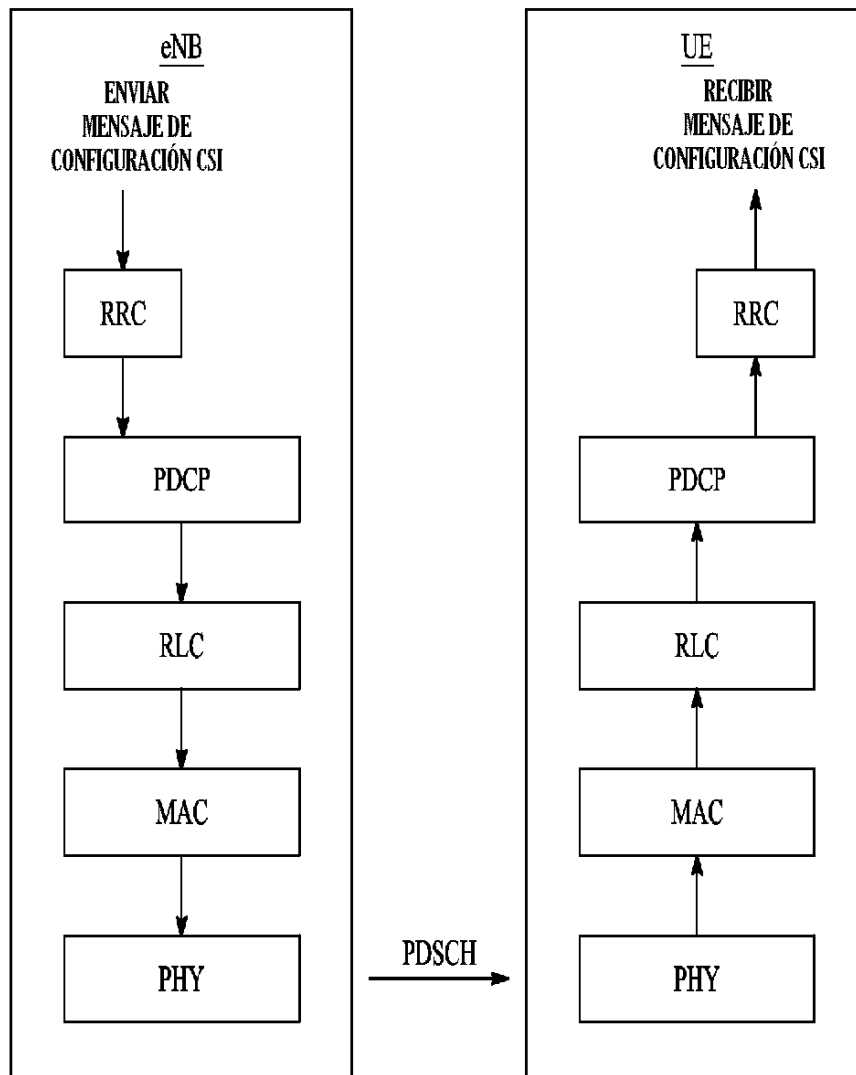 eNB
ENVIAR
MENSAJE DE
CONFIGURACIÓN CSI
RRC
PDCP
RLC
MAC
PHY
PDSCH
UE
RECIBIR
MENSAJE DE
CONFIGURACIÓN CSI
RRC
PDCP
RLC
MAC
PHY